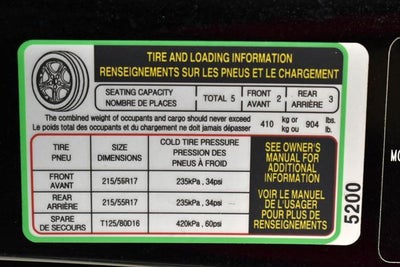 TIRE AND LOADING INFORMATION
RENSEIGNEMENTS SUR LES PNEUS ET LE CHARGEMENT
SEATING CAPACITY
NOMBRE DE PLACES
TOTAL 5
FRONT
AVANT 2
REAR
ARRIÈRE 3
The combined weight of occupants and cargo should never exceed
Le poids total des occupants et du chargement ne doit jamais dépasser
410 kg or kg ou 904 lbs. lb.
TIRE
PNEU
SIZE
DIMENSIONS
COLD TIRE PRESSURE
PRESSION DES
PNEUS À FROID
FRONT
AVANT
215/55R17
235kPa, 34psi
REAR
ARRIÈRE
215/55R17
235kPa, 34psi
SPARE
DE SECOURS
T125/80D16
420kPa, 60psi
SEE OWNER'S
MANUAL FOR
ADDITIONAL
INFORMATION
VOIR LE MANUEL
DE L'USAGER
POUR PLUS DE
RENSEIGNEMENTS
5200